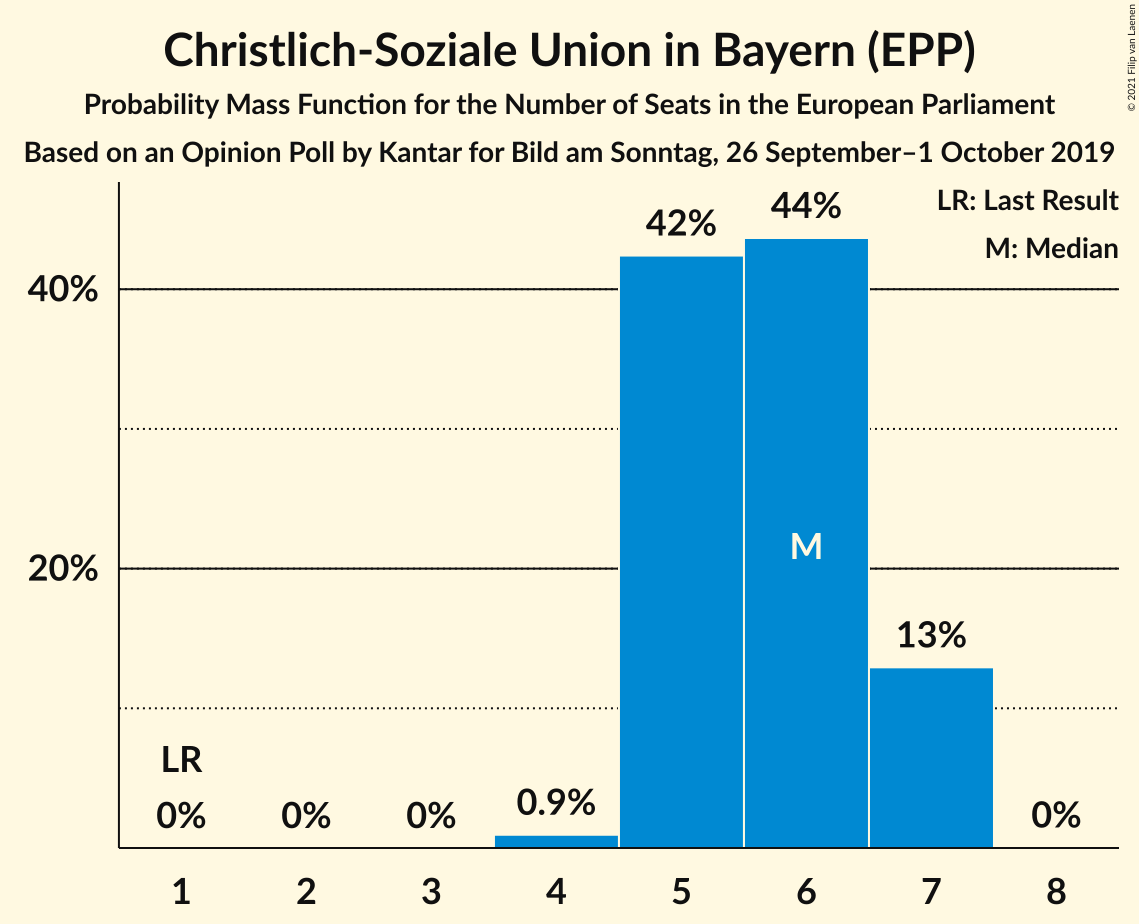 Christlich-Soziale Union in Bayern (EPP)
Probability Mass Function for the Number of Seats in the European Parliament
Based on an Opinion Poll by Kantar for Bild am Sonntag, 26 September–1 October 2019
© 2021 Filip van Laenen
LR: Last Result
M: Median
42%
44%
40%
M
20%
13%
LR
0%
0%
0%
0.9%
0%
1 2 3 4 5 6 7 8